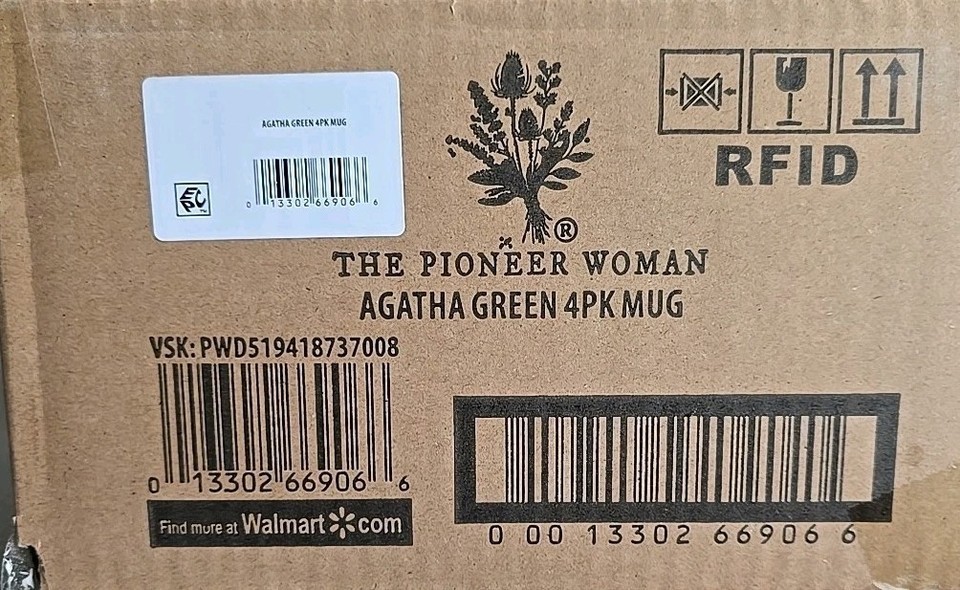 AGATHA GREEN 4PK MUG
EPC™
0 13302 66906 6
RFID
®
THE PIONEER WOMAN
AGATHA GREEN 4PK MUG
VSK: PWD519418737008
0 13302 66906 6
Find more at Walmart com
0 00 13302 66906 6